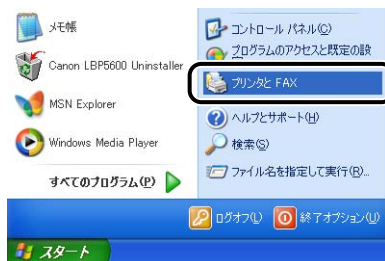 メモ帳
Canon LBP5600 Uninstaller
MSN Explorer
Windows Media Player
すべてのプログラム(P)
コントロール パネル(C)
プログラムのアクセスと既定の設
プリンタと FAX
ヘルプとサポート(H)
検索(S)
ファイル名を指定して実行(R)...
ログオフ(L)
終了オプション(U)
スタート